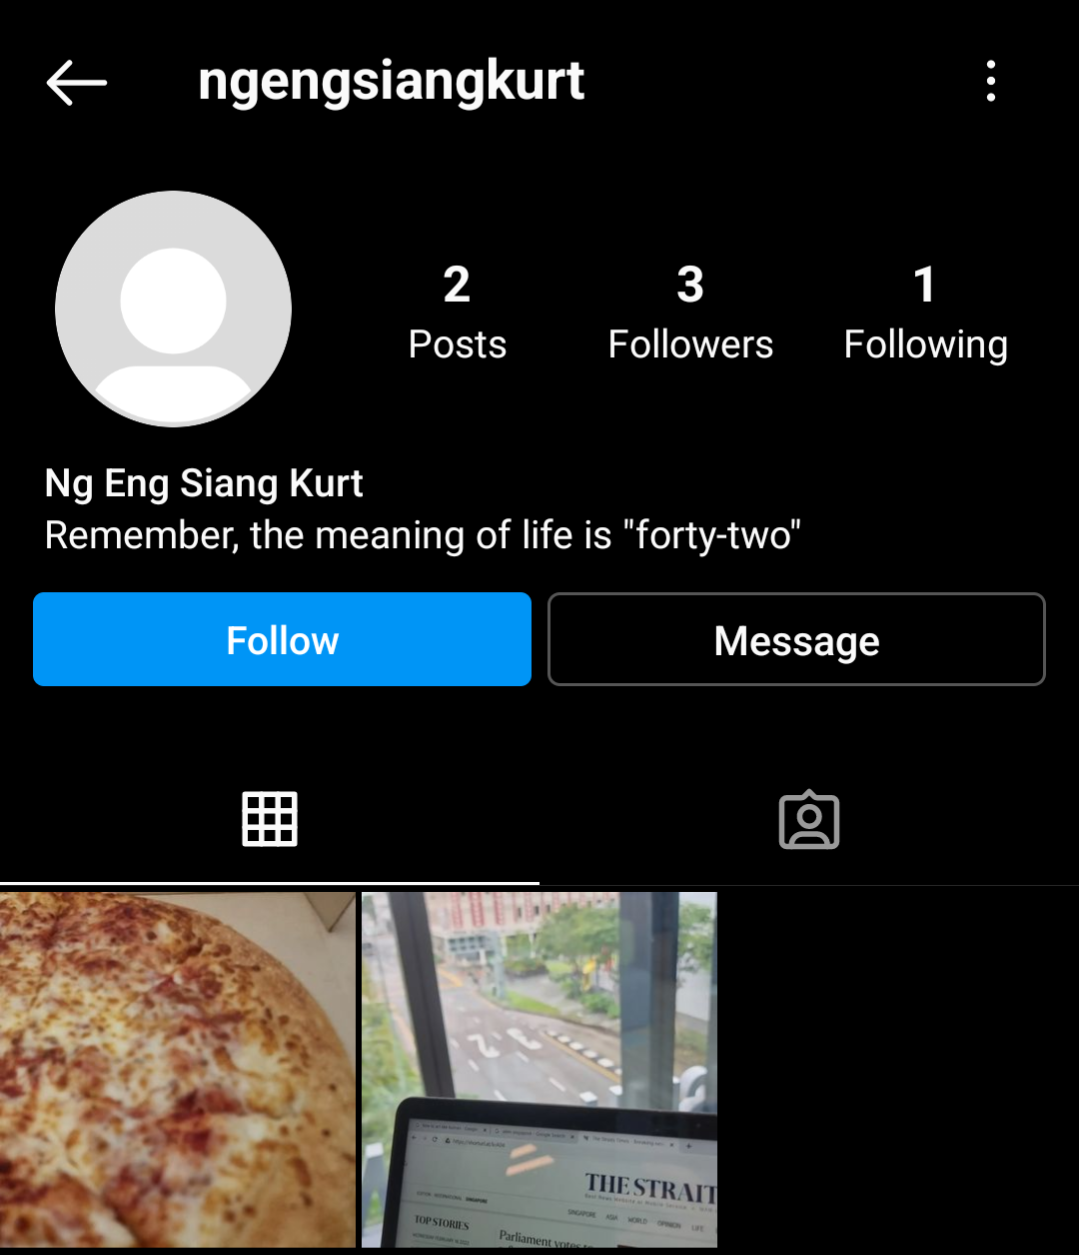 ngengsiangkurt
2 3 1
Posts Followers Following
Ng Eng Siang Kurt
Remember, the meaning of life is "forty-two"
Follow Message
THE STRAIT
SINGAPORE ASIA WORLD OPINION LIFE
TOP STORIES
Parliament votes